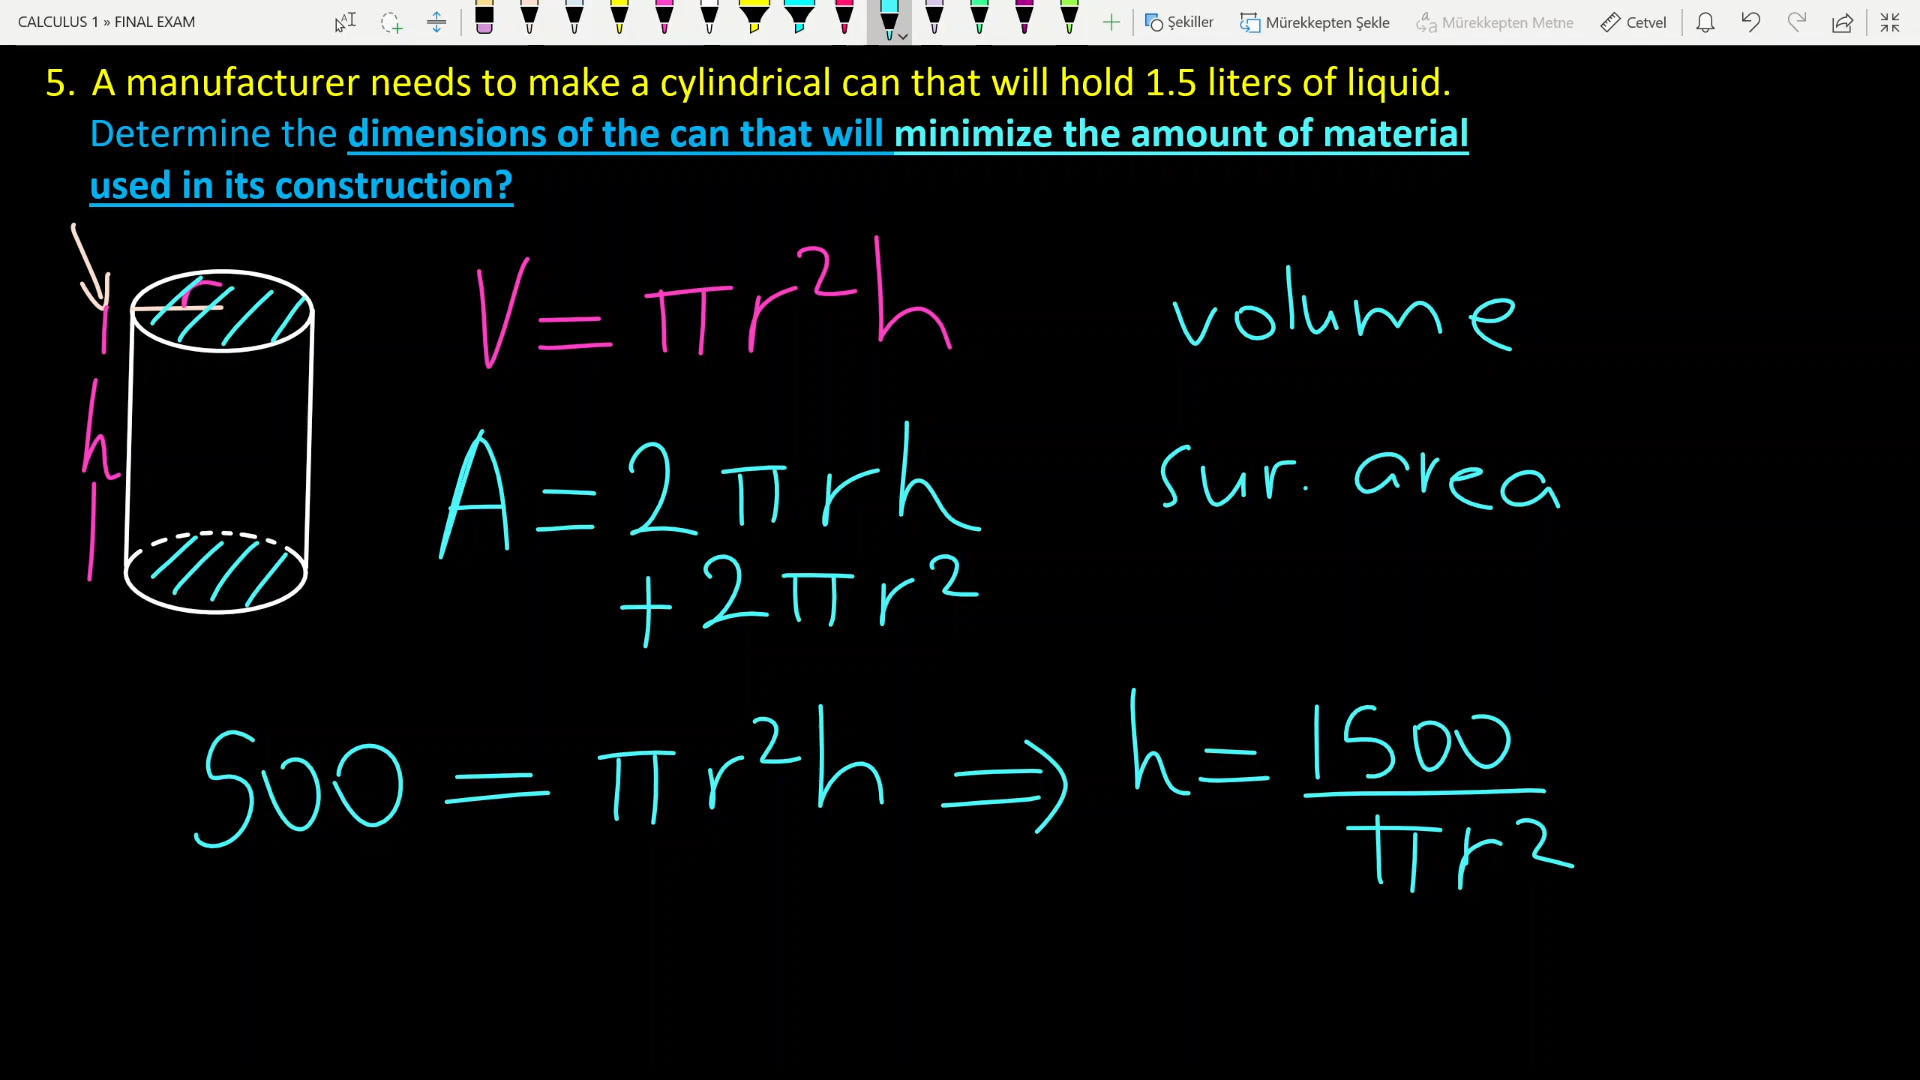 CALCULUS 1 » FINAL EXAM
Şekiller
Mürekkepten Şekle
Mürekkepten Metne
Cetvel
5. A manufacturer needs to make a cylindrical can that will hold 1.5 liters of liquid.
Determine the dimensions of the can that will minimize the amount of material
used in its construction?
r
h
V = πr²h
volume
A = 2πrh
sur. area
+ 2πr²
500 = πr²h ⇒ h = 1500 / πr²